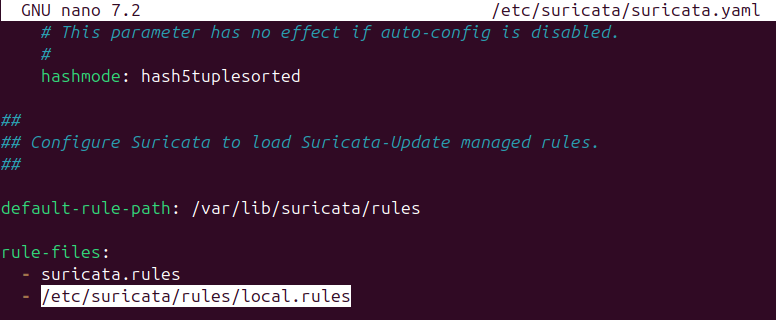 GNU nano 7.2 /etc/suricata/suricata.yaml
# This parameter has no effect if auto-config is disabled.
#
hashmode: hash5tuplesorted
##
## Configure Suricata to load Suricata-Update managed rules.
##
default-rule-path: /var/lib/suricata/rules
rule-files:
- suricata.rules
- /etc/suricata/rules/local.rules